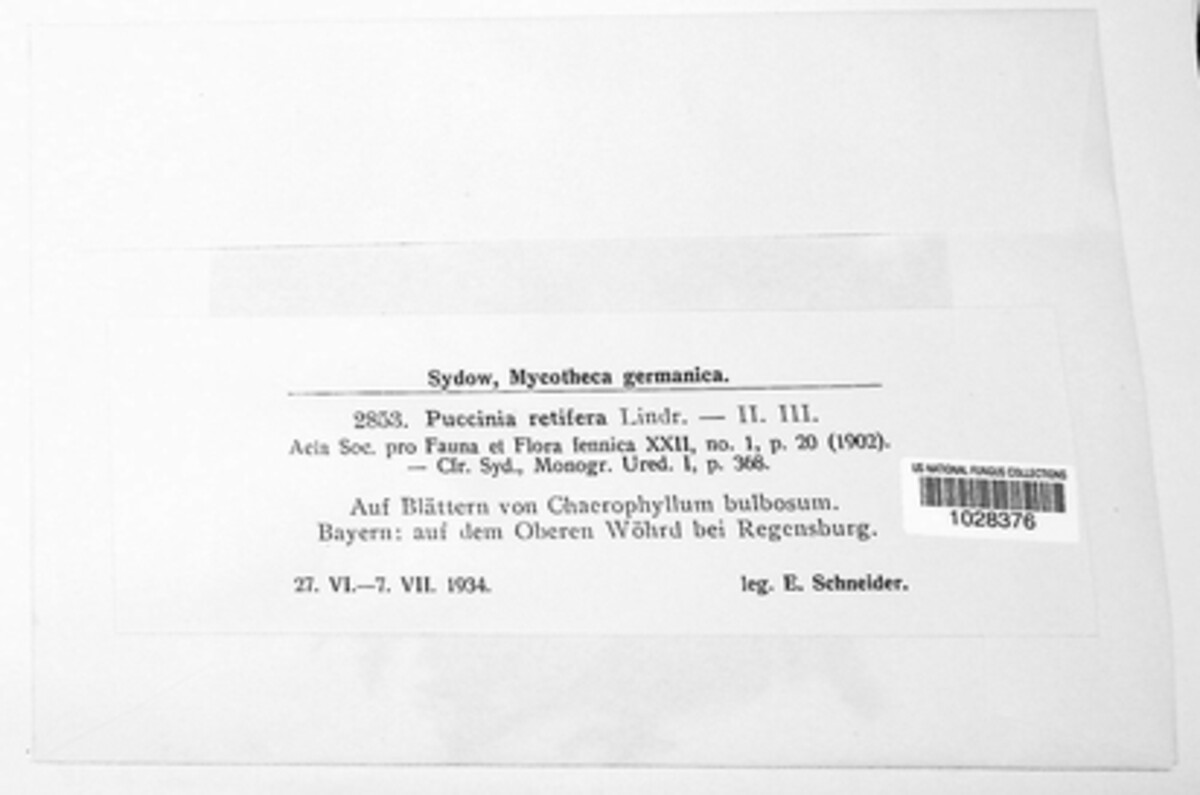 Sydow, Mycotheca germanica.
2853. Puccinia retifera Lindr. — II. III.
Acta Soc. pro Fauna et Flora fennica XXII, no. 1, p. 20 (1902).
— Cfr. Syd., Monogr. Ured. I, p. 368.
Auf Blättern von Chaerophyllum bulbosum.
Bayern: auf dem Oberen Wöhrd bei Regensburg.
27. VI.—7. VII. 1934. leg. E. Schneider.
US NATIONAL FUNGUS COLLECTIONS
1028376